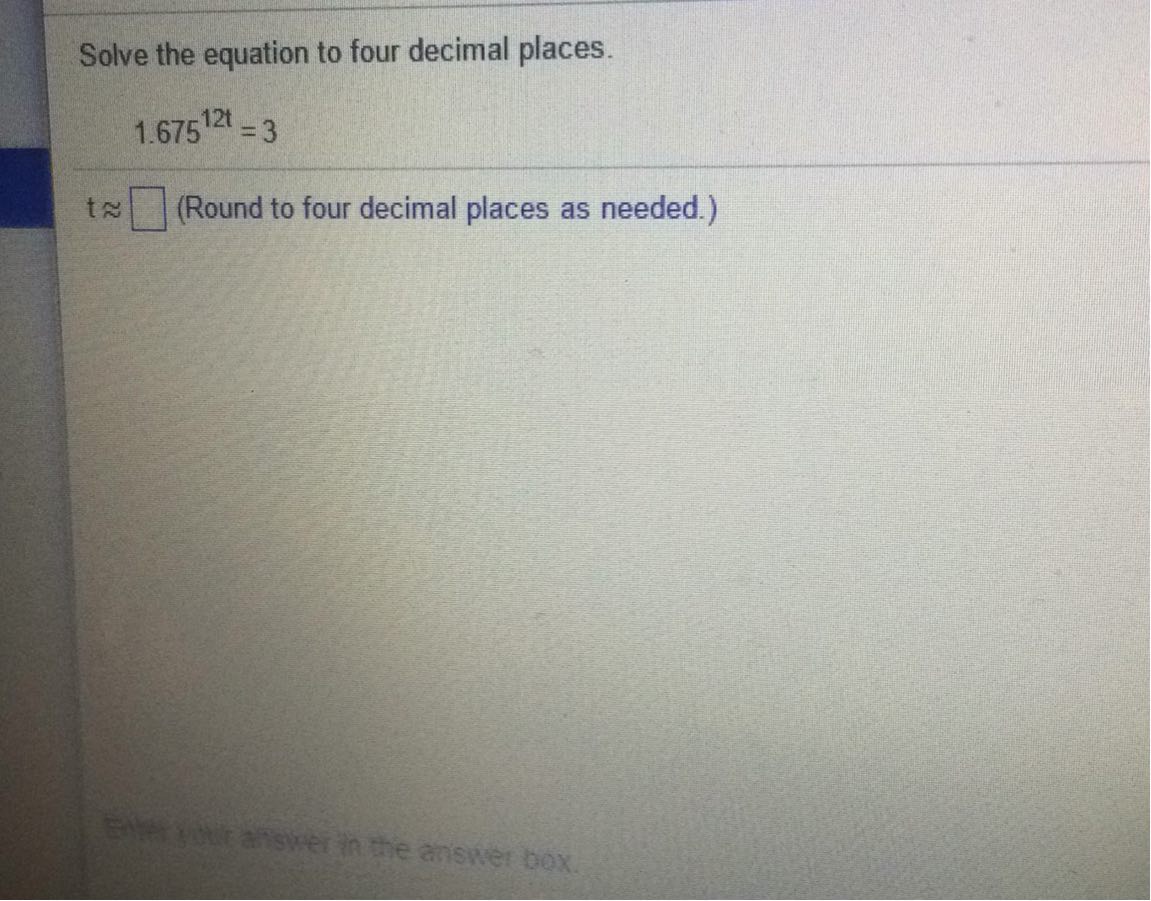 Solve the equation to four decimal places.
1.675^12t = 3
t ≈ (Round to four decimal places as needed.)
Enter your answer in the answer box.